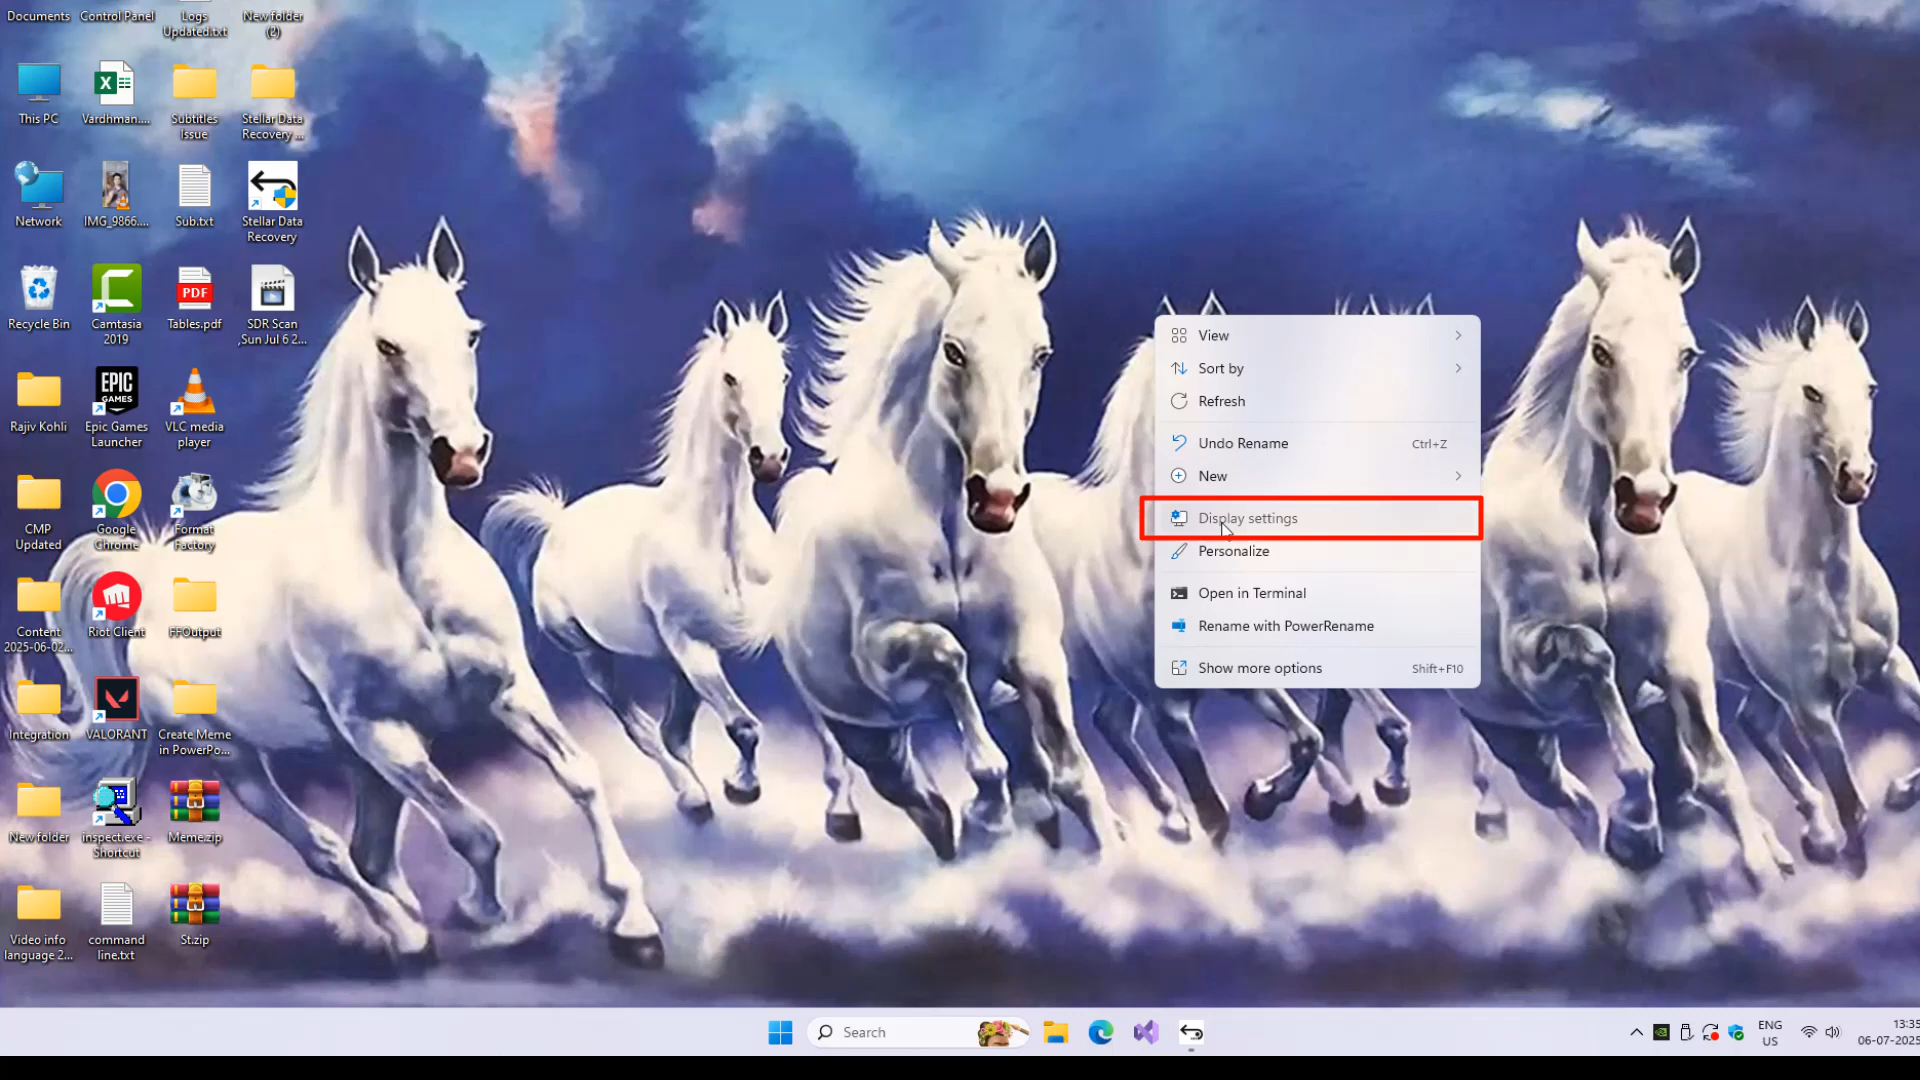 Documents
Control Panel
Logs
Updated.txt
New folder
(2)
This PC
Vardhman....
Subtitles
Issue
Stellar Data
Recovery ...
Network
IMG_9866....
Sub.txt
Stellar Data
Recovery
Recycle Bin
Camtasia
2019
PDF
Tables.pdf
SDR Scan
,Sun Jul 6 2...
Rajiv Kohli
EPIC
GAMES
Epic Games
Launcher
VLC media
player
CMP
Updated
Google
Chrome
Format
Factory
Content
2025-06-02...
Riot Client
FFOutput
Integration
VALORANT
Create Meme
in PowerPo...
New folder
inspect.exe -
Shortcut
Meme.zip
Video info
language 2...
command
line.txt
St.zip
View
Sort by
Refresh
Undo Rename Ctrl+Z
New
Display settings
Personalize
Open in Terminal
Rename with PowerRename
Show more options Shift+F10
Search
ENG
US
13:35
06-07-2025